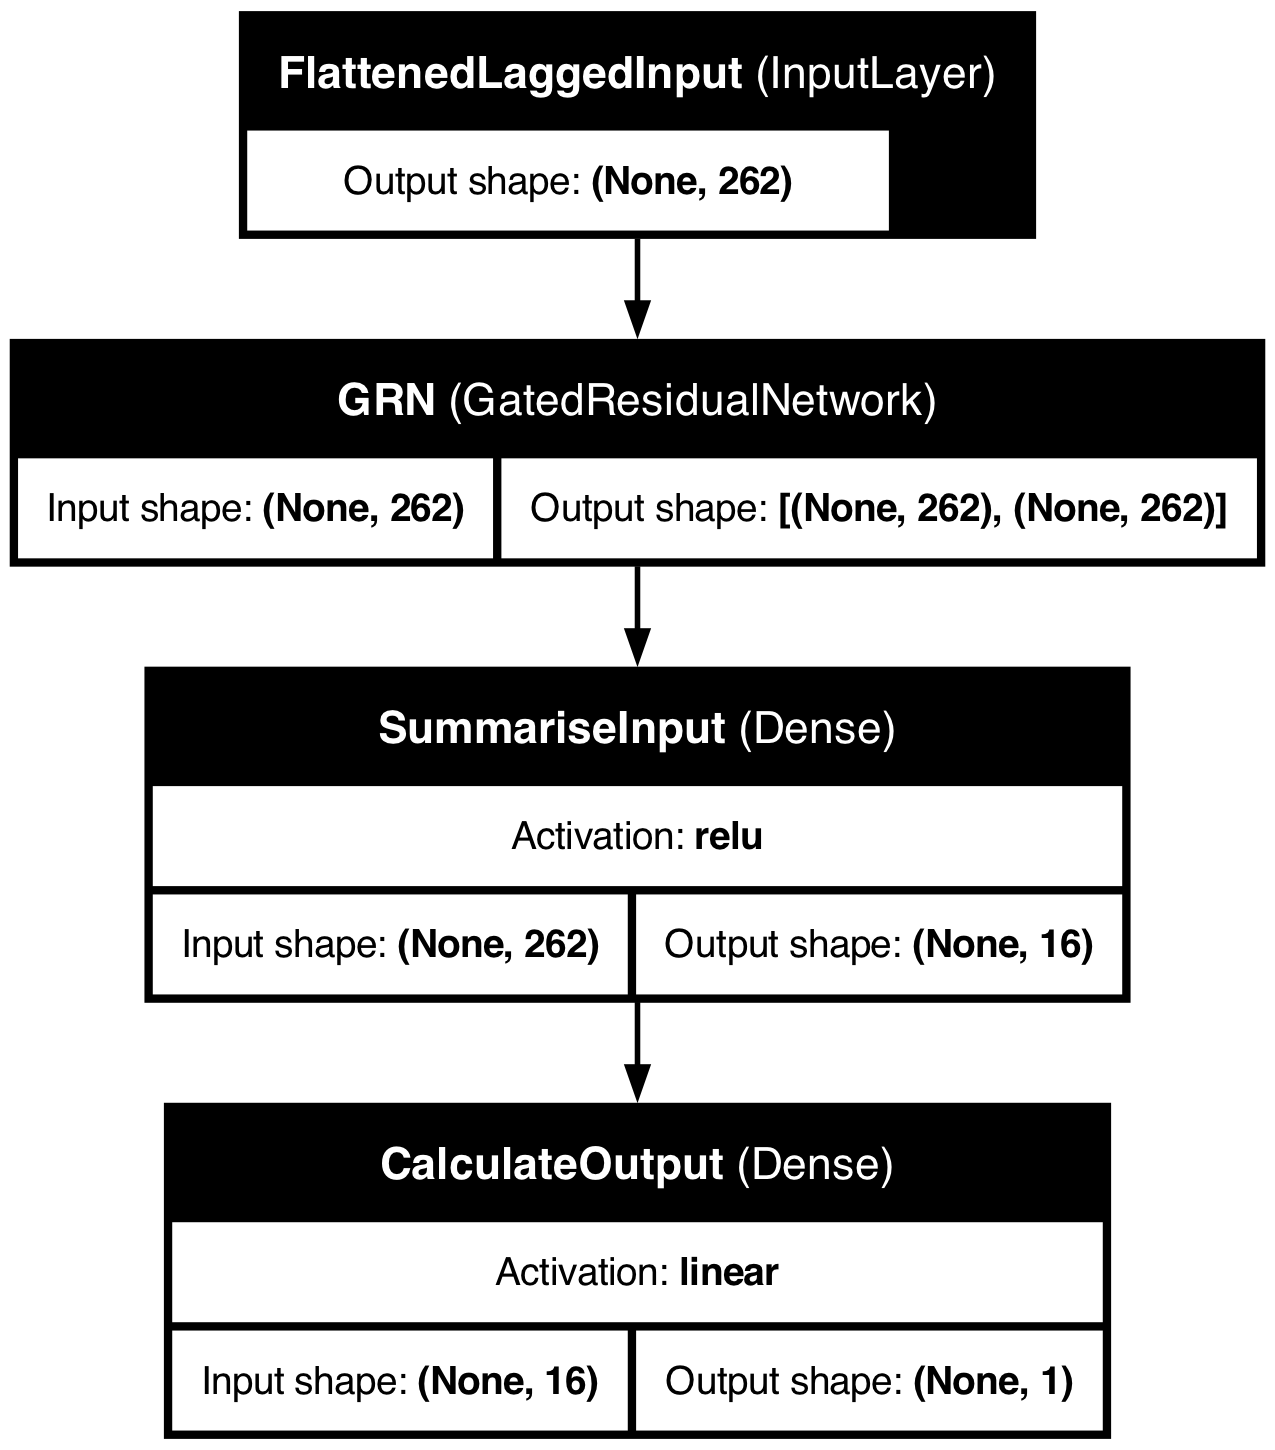 FlattenedLaggedInput (InputLayer)
Output shape: (None, 262)
GRN (GatedResidualNetwork)
Input shape: (None, 262) Output shape: [(None, 262), (None, 262)]
SummariseInput (Dense)
Activation: relu
Input shape: (None, 262) Output shape: (None, 16)
CalculateOutput (Dense)
Activation: linear
Input shape: (None, 16) Output shape: (None, 1)